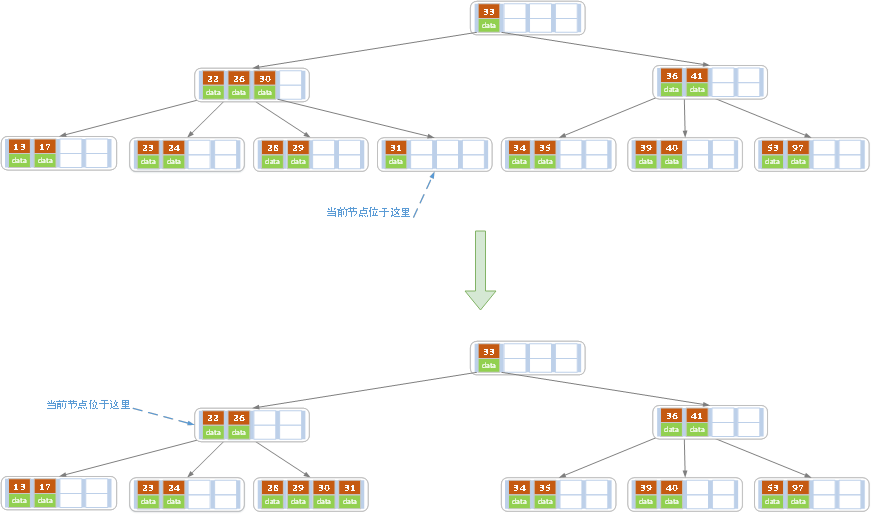 33
data
22 26 30
data data data
36 41
data data
13 17
data data
23 24
data data
28 29
data data
31
data
34 35
data data
39 40
data data
53 97
data data
当前节点位于这里
33
data
当前节点位于这里
22 26
data data
36 41
data data
13 17
data data
23 24
data data
28 29 30 31
data data data data
34 35
data data
39 40
data data
53 97
data data